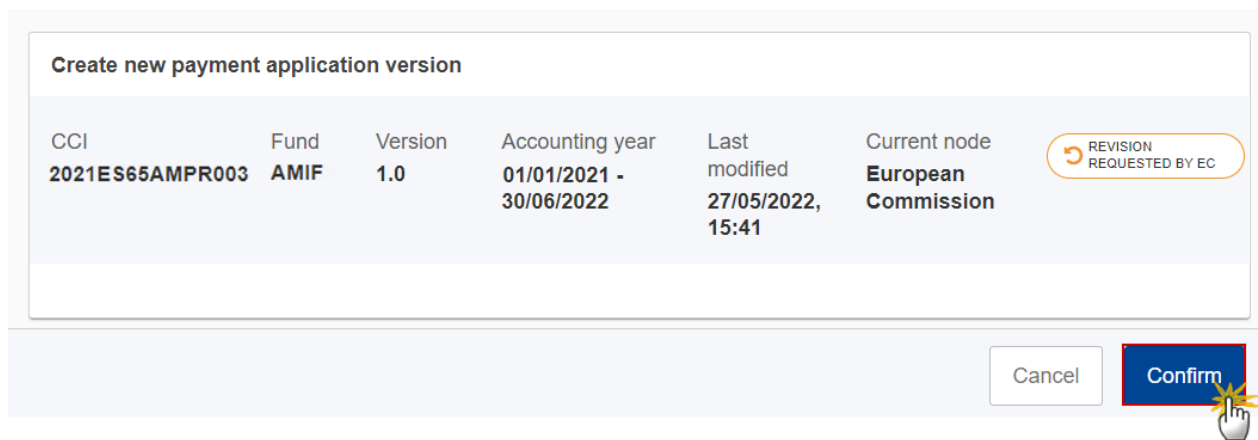 Create new payment application version
CCI
2021ES65AMPR003
Fund
AMIF
Version
1.0
Accounting year
01/01/2021 -
30/06/2022
Last
modified
27/05/2022,
15:41
Current node
European
Commission
REVISION
REQUESTED BY EC
Cancel
Confirm